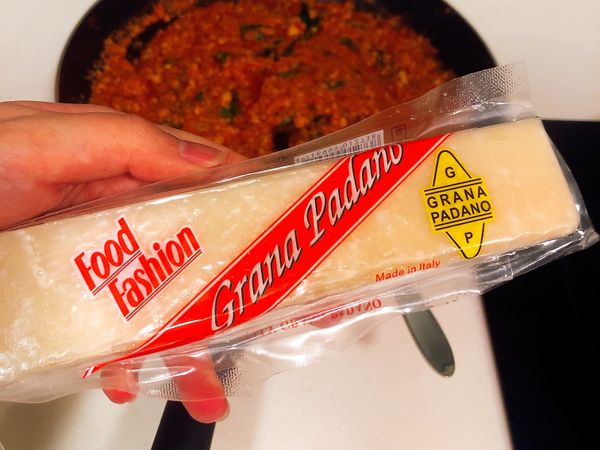 Food
Fashion
Grana Padano
G
GRANA
PADANO
P
Made in Italy